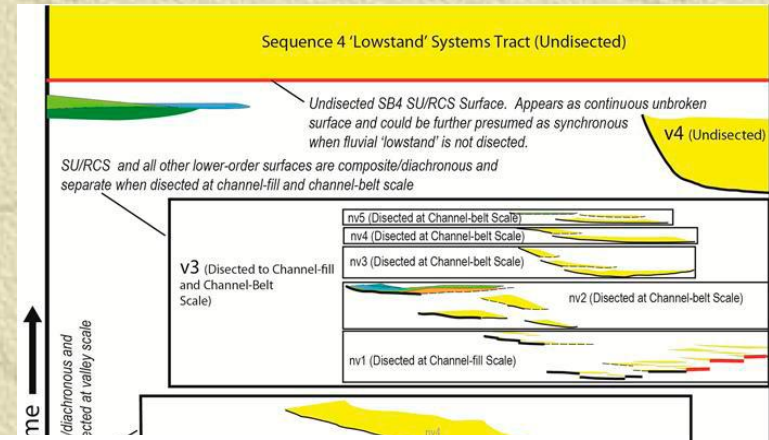 Sequence 4 'Lowstand' Systems Tract (Undisected)
Undisected SB4 SU/RCS Surface. Appears as continuous unbroken
surface and could be further presumed as synchronous
when fluvial 'lowstand' is not disected.
v4 (Undisected)
SU/RCS and all other lower-order surfaces are composite/diachronous and
separate when disected at channel-fill and channel-belt scale
nv5 (Disected at Channel-belt Scale)
nv4 (Disected at Channel-belt Scale)
v3 (Disected to Channel-fill
and Channel-Belt
Scale)
nv3 (Disected at Channel-belt Scale)
nv2 (Disected at Channel-belt Scale)
nv1 (Disected at Channel-fill Scale)
/diachronous and
ected at valley scale
me
nv4